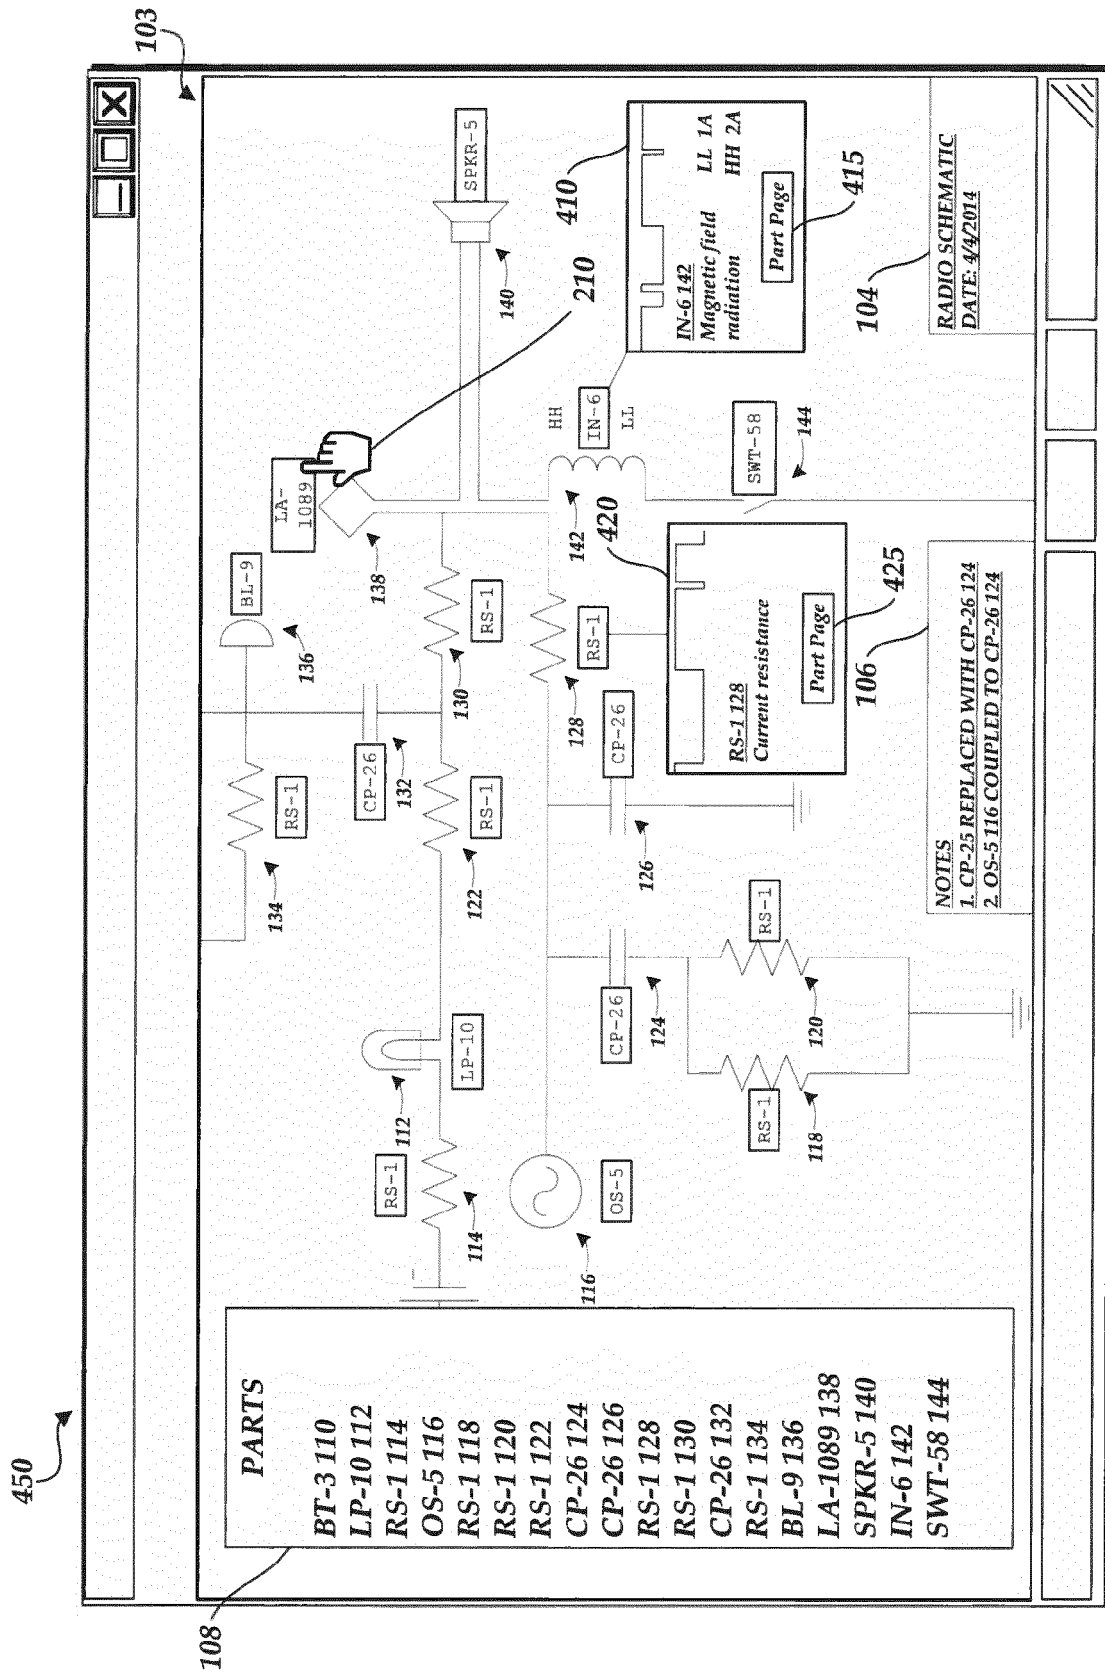 450
103
108
PARTS
BT-3 110
LP-10 112
RS-1 114
OS-5 116
RS-1 118
RS-1 120
RS-1 122
CP-26 124
CP-26 126
RS-1 128
RS-1 130
CP-26 132
RS-1 134
BL-9 136
LA-1089 138
SPKR-5 140
IN-6 142
SWT-58 144
RS-1
134
BL-9
136
LA-
1089
138
210
CP-26
132
RS-1
114
LP-10
112
RS-1
122
RS-1
130
SPKR-5
140
OS-5
116
CP-26
124
CP-26
126
RS-1
128
142
HH
IN-6
LL
RS-1
118
RS-1
120
SWT-58
144
410
IN-6 142
Magnetic field
radiation
LL 1A
HH 2A
Part Page
415
420
RS-1 128
Current resistance
Part Page
425
106
NOTES
1. CP-25 REPLACED WITH CP-26 124
2. OS-5 116 COUPLED TO CP-26 124
104
RADIO SCHEMATIC
DATE: 4/4/2014